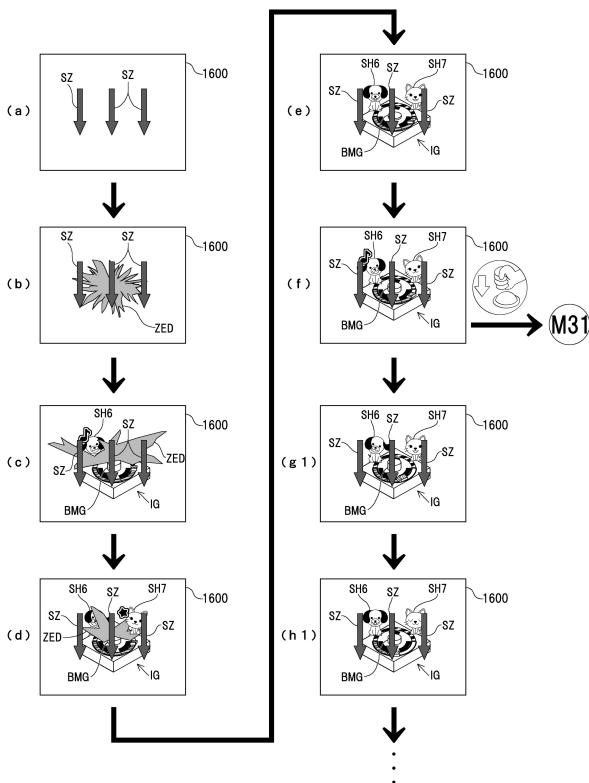 (a)
SZ
SZ
1600
(b)
SZ
SZ
1600
ZED
(c)
SH6
SZ
1600
SZ
ZED
BMG
IG
(d)
SH6
SZ
SH7
1600
SZ
ZED
SZ
BMG
IG
(e)
SH6
SZ
SH7
1600
SZ
SZ
BMG
IG
(f)
SH6
SZ
SH7
1600
SZ
SZ
BMG
IG
M31
(g1)
SH6
SZ
SH7
1600
SZ
SZ
BMG
IG
(h1)
SH6
SZ
SH7
1600
SZ
SZ
BMG
IG